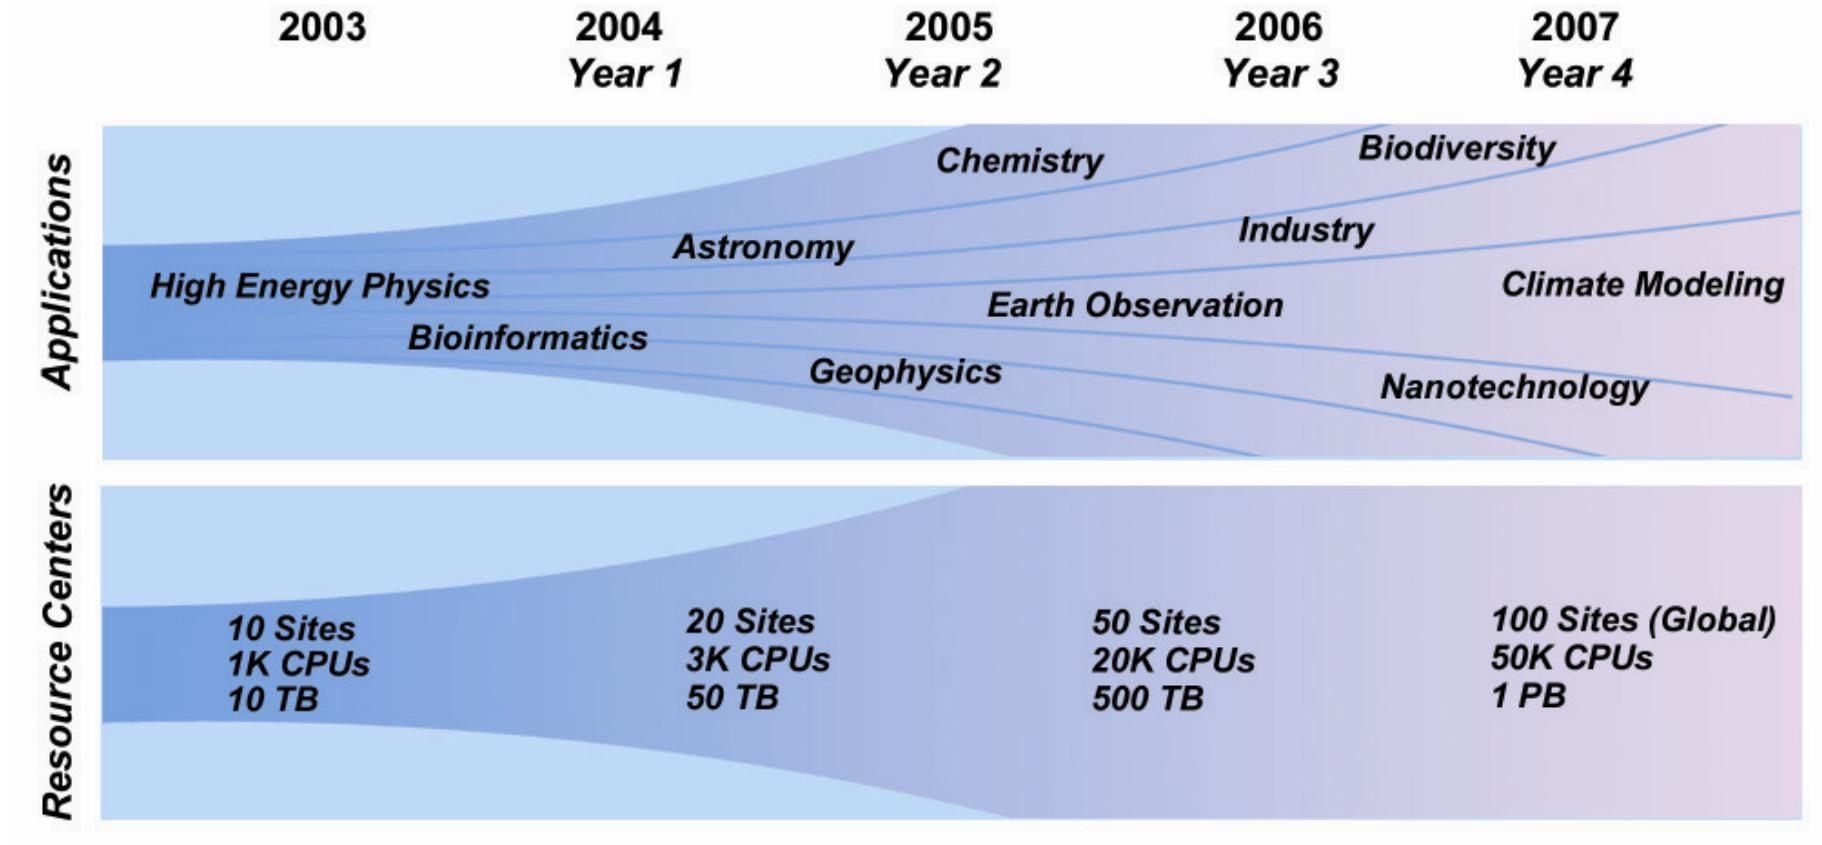 2003 2004 2005 2006 2007
Year 1 Year 2 Year 3 Year 4
Applications
Chemistry
Biodiversity
Astronomy
Industry
High Energy Physics
Earth Observation
Climate Modeling
Bioinformatics
Geophysics
Nanotechnology
Resource Centers
10 Sites
1K CPUs
10 TB
20 Sites
3K CPUs
50 TB
50 Sites
20K CPUs
500 TB
100 Sites (Global)
50K CPUs
1 PB